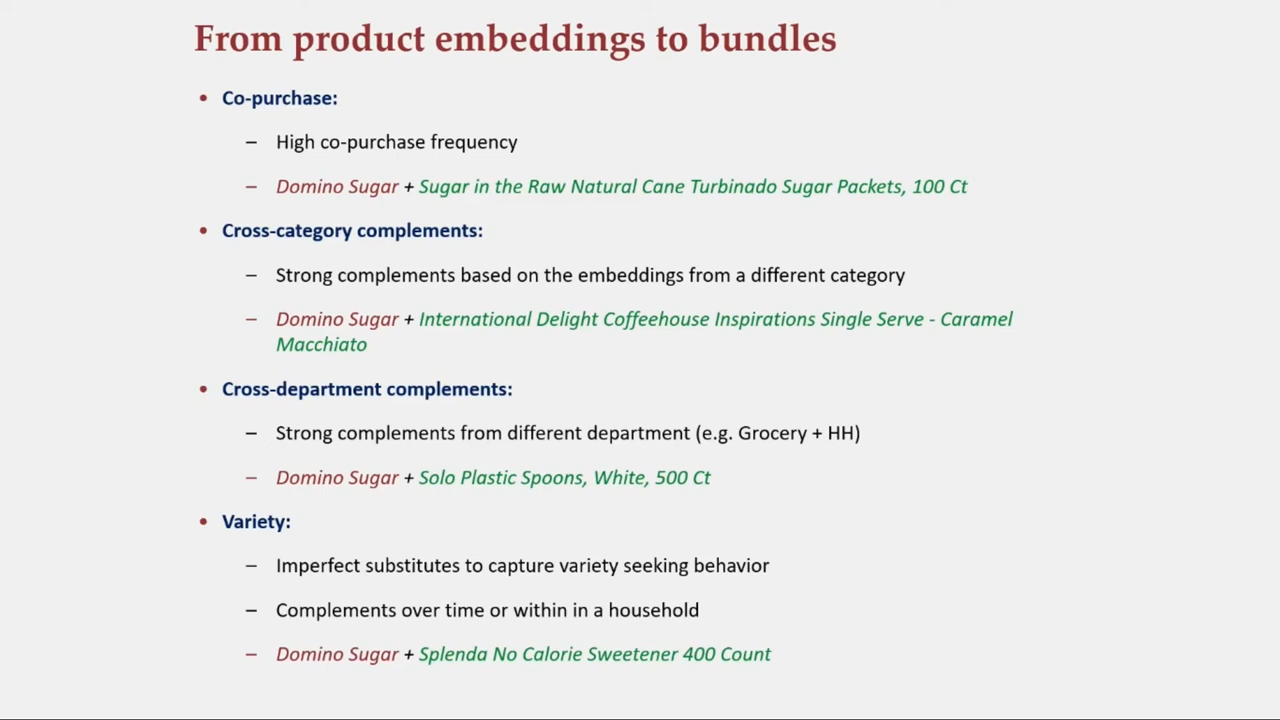 From product embeddings to bundles
• Co-purchase:
– High co-purchase frequency
– Domino Sugar + Sugar in the Raw Natural Cane Turbinado Sugar Packets, 100 Ct
• Cross-category complements:
– Strong complements based on the embeddings from a different category
– Domino Sugar + International Delight Coffeehouse Inspirations Single Serve - Caramel
Macchiato
• Cross-department complements:
– Strong complements from different department (e.g. Grocery + HH)
– Domino Sugar + Solo Plastic Spoons, White, 500 Ct
• Variety:
– Imperfect substitutes to capture variety seeking behavior
– Complements over time or within in a household
– Domino Sugar + Splenda No Calorie Sweetener 400 Count